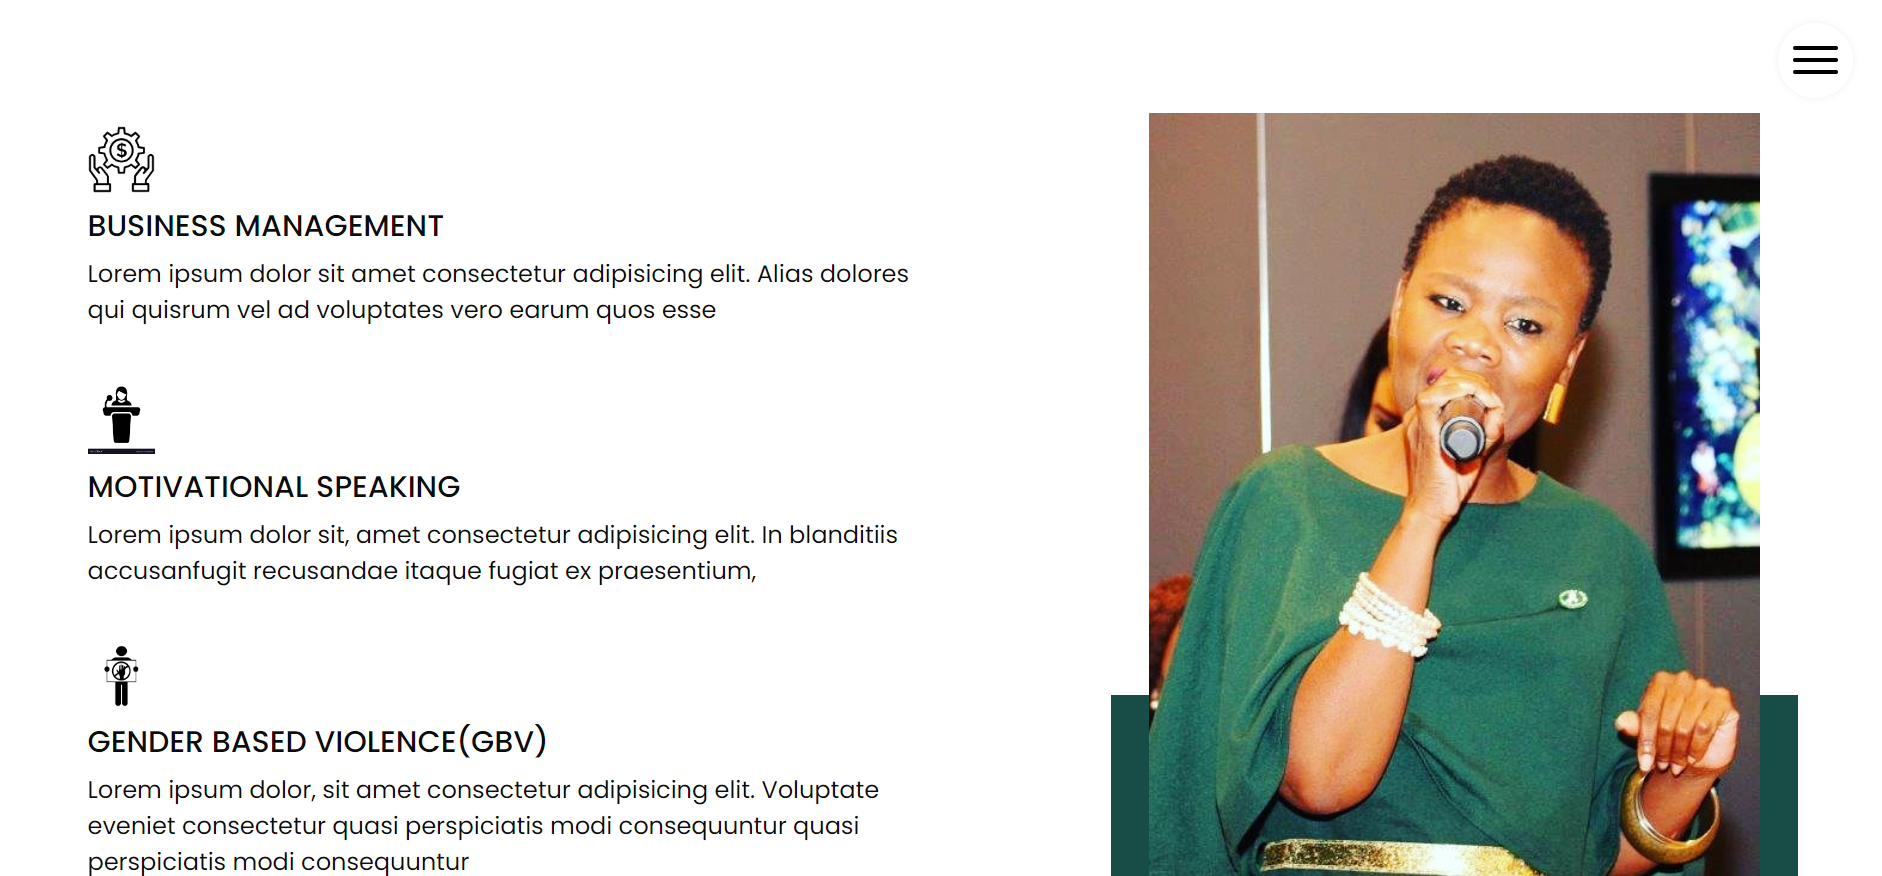 $
BUSINESS MANAGEMENT
Lorem ipsum dolor sit amet consectetur adipisicing elit. Alias dolores
qui quisrum vel ad voluptates vero earum quos esse
MOTIVATIONAL SPEAKING
Lorem ipsum dolor sit, amet consectetur adipisicing elit. In blanditiis
accusanfugit recusandae itaque fugiat ex praesentium,
GENDER BASED VIOLENCE(GBV)
Lorem ipsum dolor, sit amet consectetur adipisicing elit. Voluptate
eveniet consectetur quasi perspiciatis modi consequuntur quasi
perspiciatis modi consequuntur